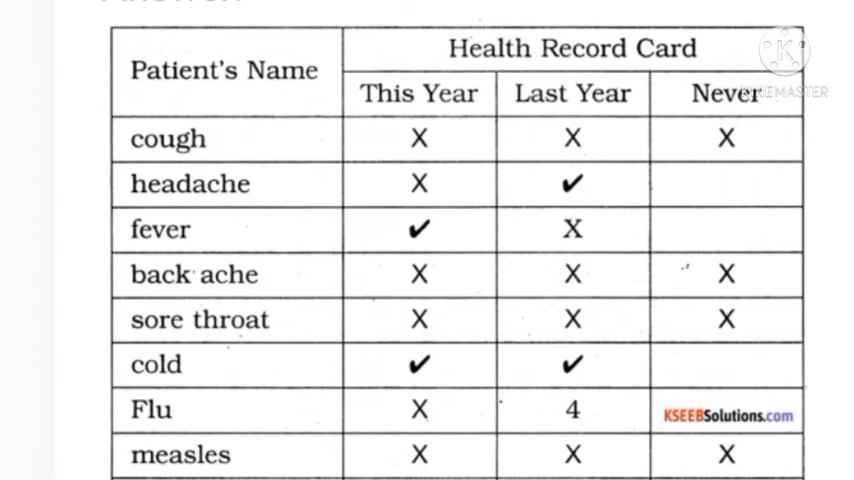 Health Record Card
Patient's Name
This Year Last Year Never
cough X X X
headache X ✔
fever ✔ X
back ache X X X
sore throat X X X
cold ✔ ✔
Flu X 4
KSEEBSolutions.com
measles X X X
K